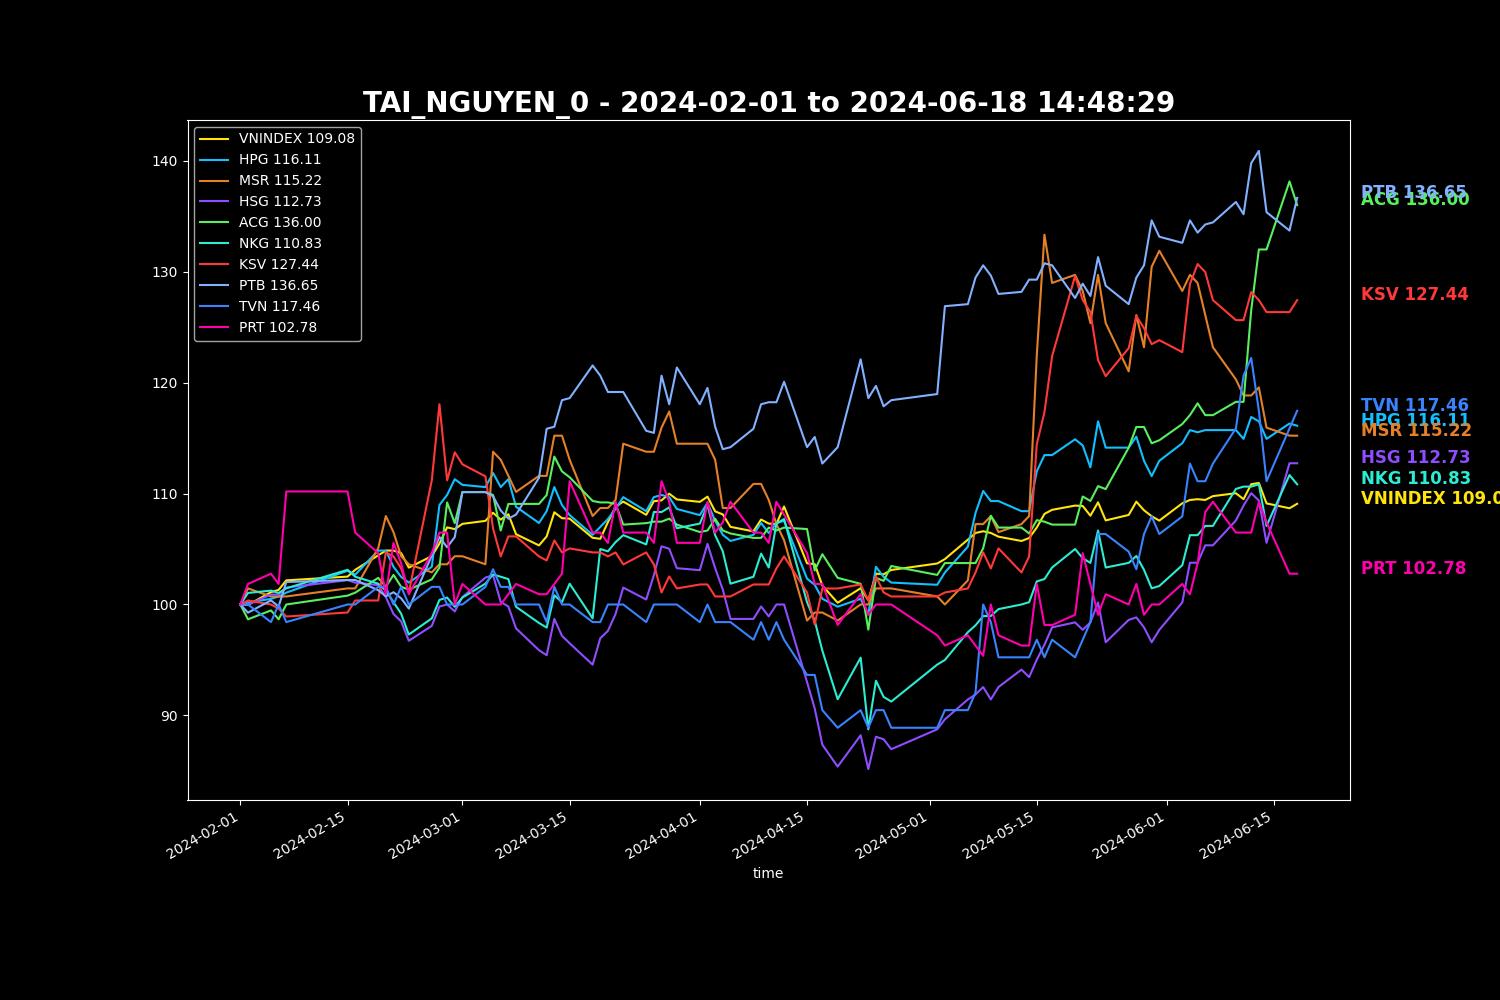 TAI_NGUYEN_0 - 2024-02-01 to 2024-06-18 14:48:29
VNINDEX 109.08
HPG 116.11
MSR 115.22
HSG 112.73
ACG 136.00
NKG 110.83
KSV 127.44
PTB 136.65
TVN 117.46
PRT 102.78
140
130
120
110
100
90
PTB 136.65
ACG 136.00
KSV 127.44
TVN 117.46
HPG 116.11
MSR 115.22
HSG 112.73
NKG 110.83
VNINDEX 109.0
PRT 102.78
2024-02-01
2024-02-15
2024-03-01
2024-03-15
2024-04-01
2024-04-15
2024-05-01
2024-05-15
2024-06-01
2024-06-15
time